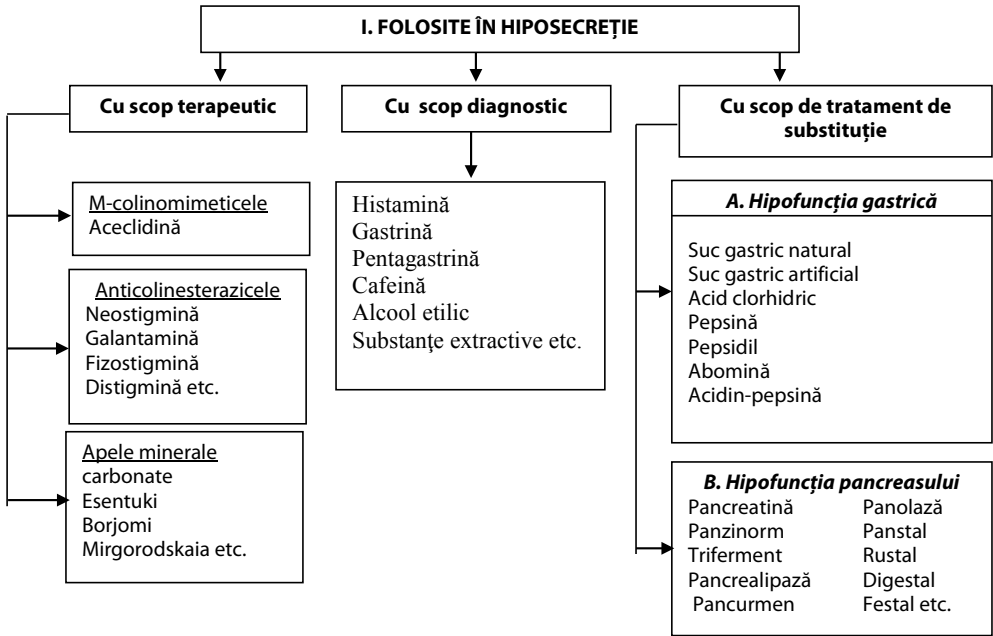 I. FOLOSITE ÎN HIPOSECREȚIE
Cu scop terapeutic
M-colinomimeticele
Aceclidină
Anticolinesterazicele
Neostigmină
Galantamină
Fizostigmină
Distigmină etc.
Apele minerale
carbonate
Esentuki
Borjomi
Mirgorodskaia etc.
Cu scop diagnostic
Histamină
Gastrină
Pentagastrină
Cafeină
Alcool etilic
Substanţe extractive etc.
Cu scop de tratament de
substituție
A. Hipofuncția gastrică
Suc gastric natural
Suc gastric artificial
Acid clorhidric
Pepsină
Pepsidil
Abomină
Acidin-pepsină
B. Hipofuncția pancreasului
Pancreatină
Panzinorm
Triferment
Pancrealipază
Pancurmen
Panolază
Panstal
Rustal
Digestal
Festal etc.